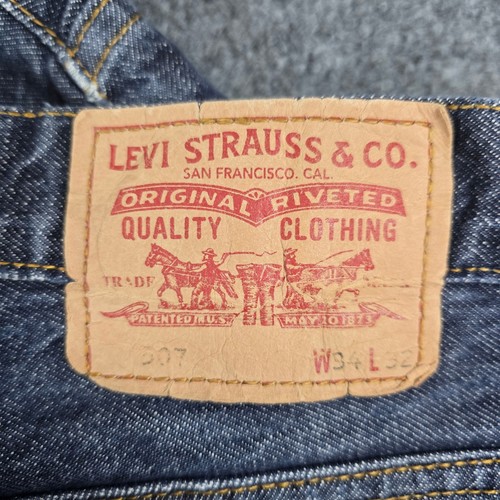 LEVI STRAUSS & CO.
SAN FRANCISCO. CAL.
ORIGINAL RIVETED
QUALITY CLOTHING
TRADE
PATENTED IN U.S. MAY 20 1873
507 W34 L32